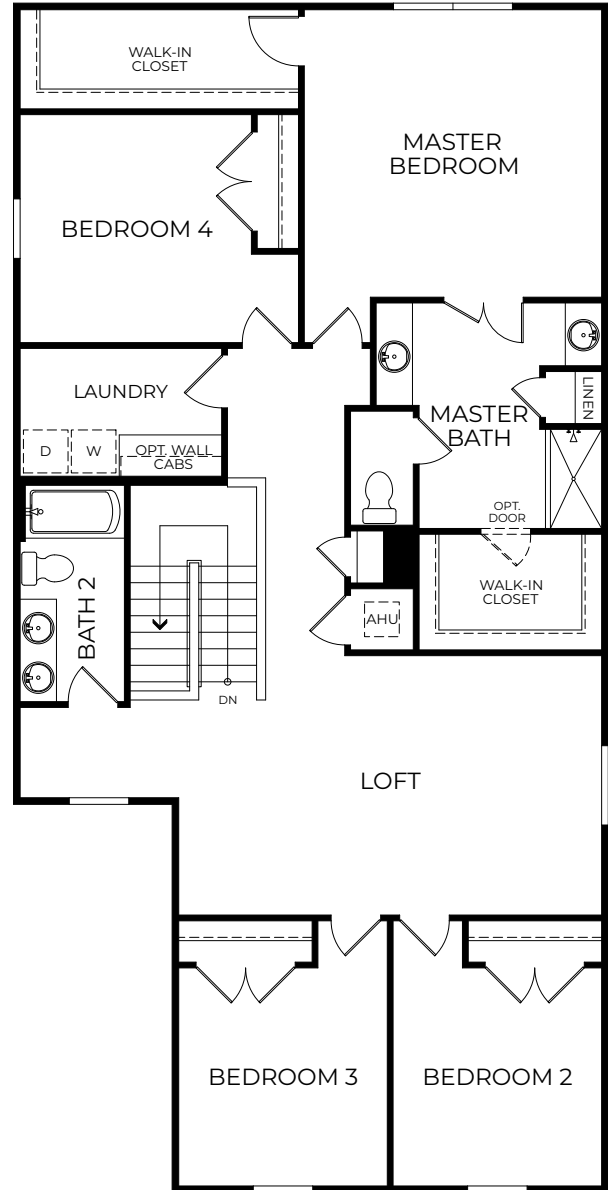 WALK-IN
CLOSET
MASTER
BEDROOM
BEDROOM 4
LAUNDRY
D
W
OPT. WALL
CABS
LINEN
MASTER
BATH
OPT.
DOOR
WALK-IN
CLOSET
BATH 2
AHU
DN
LOFT
BEDROOM 3
BEDROOM 2